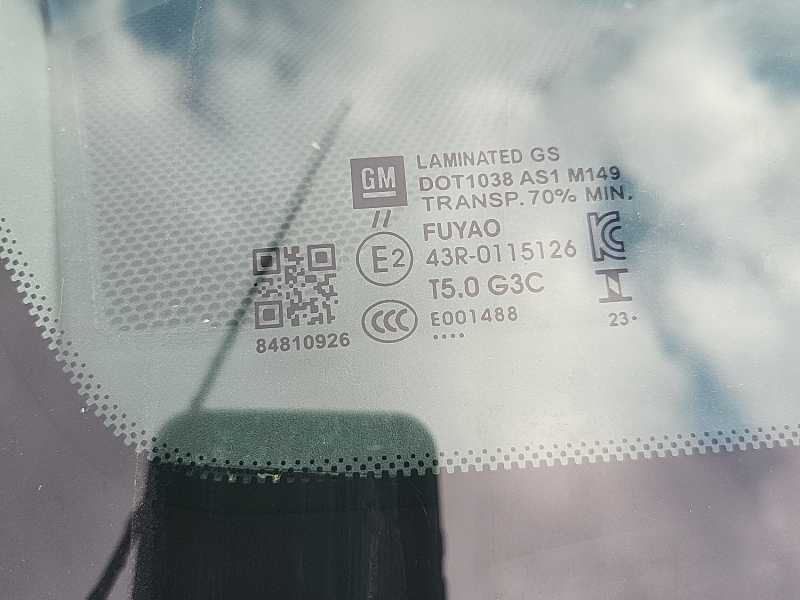 GM
LAMINATED GS
DOT1038 AS1 M149
TRANSP. 70% MIN.
//
FUYAO
E2
43R-0115126
T5.0 G3C
CCC
E001488
....
84810926
KC
23·